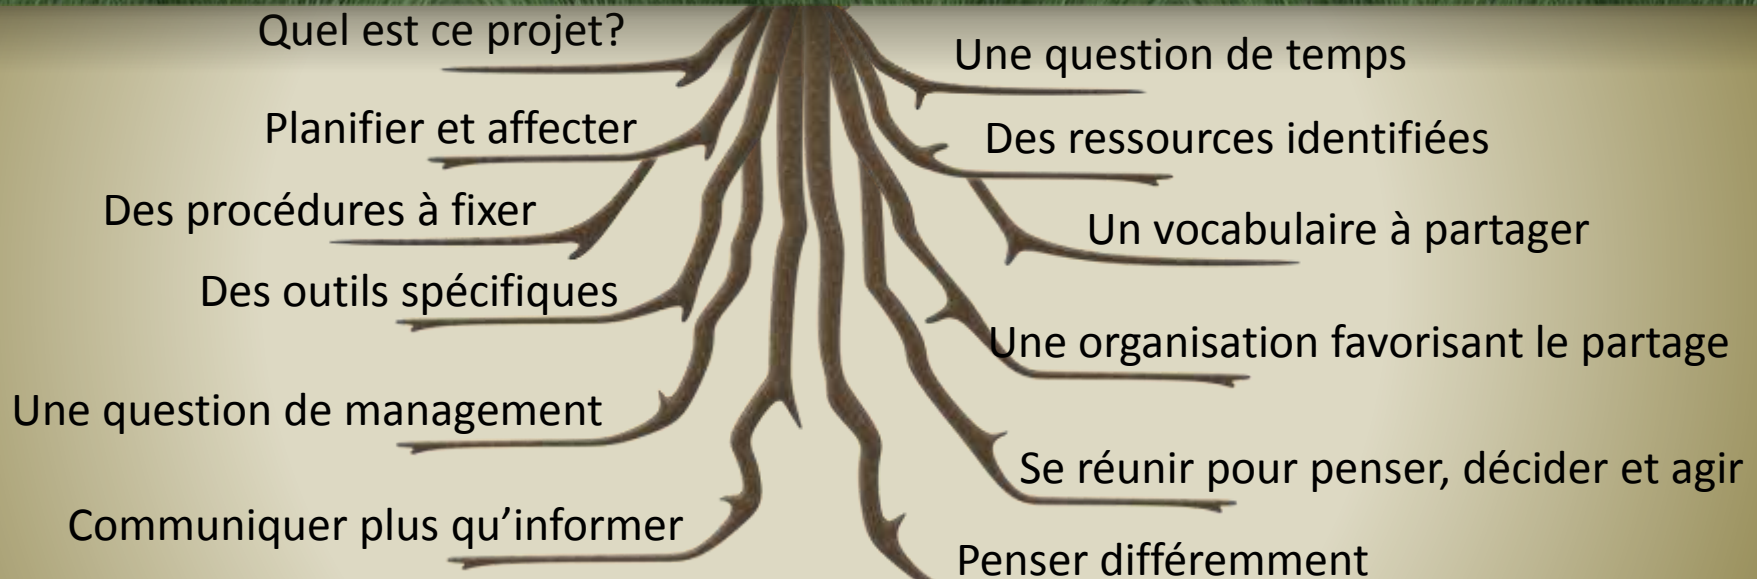 Quel est ce projet?
Planifier et affecter
Des procédures à fixer
Des outils spécifiques
Une question de management
Communiquer plus qu’informer
Une question de temps
Des ressources identifiées
Un vocabulaire à partager
Une organisation favorisant le partage
Se réunir pour penser, décider et agir
Penser différemment